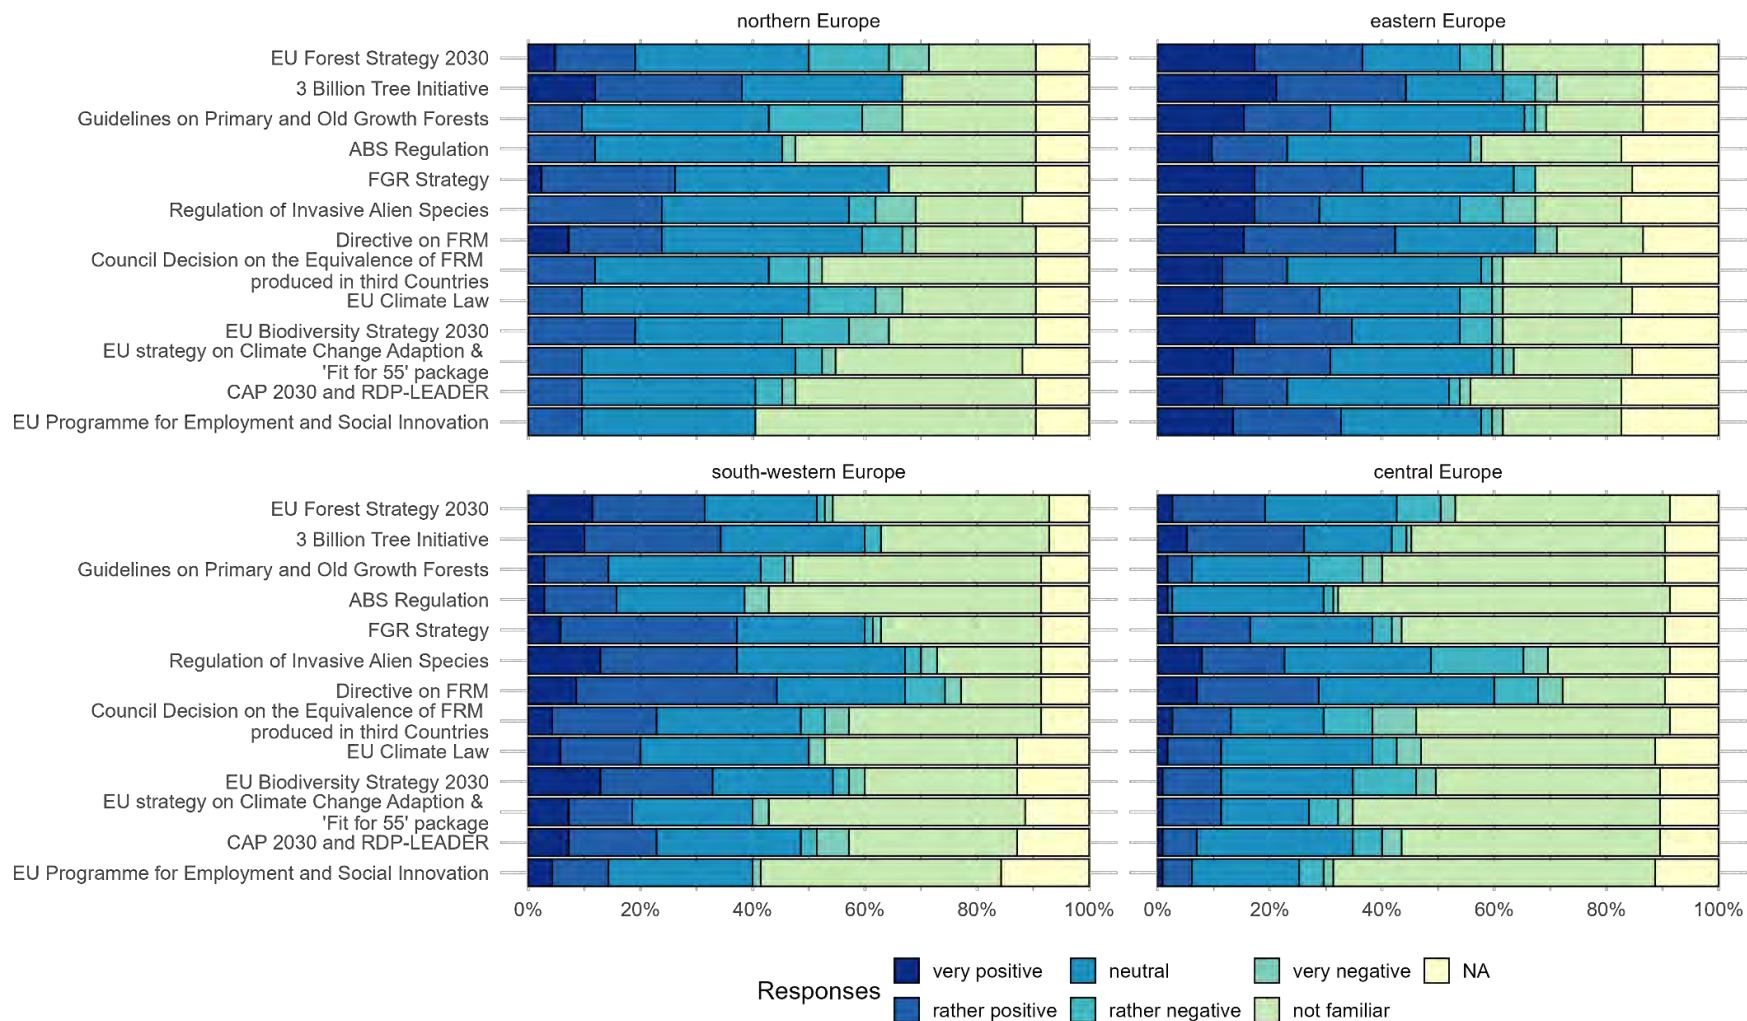 northern Europe
eastern Europe
EU Forest Strategy 2030
3 Billion Tree Initiative
Guidelines on Primary and Old Growth Forests
ABS Regulation
FGR Strategy
Regulation of Invasive Alien Species
Directive on FRM
Council Decision on the Equivalence of FRM
produced in third Countries
EU Climate Law
EU Biodiversity Strategy 2030
EU strategy on Climate Change Adaption &
'Fit for 55' package
CAP 2030 and RDP-LEADER
EU Programme for Employment and Social Innovation
south-western Europe
central Europe
EU Forest Strategy 2030
3 Billion Tree Initiative
Guidelines on Primary and Old Growth Forests
ABS Regulation
FGR Strategy
Regulation of Invasive Alien Species
Directive on FRM
Council Decision on the Equivalence of FRM
produced in third Countries
EU Climate Law
EU Biodiversity Strategy 2030
EU strategy on Climate Change Adaption &
'Fit for 55' package
CAP 2030 and RDP-LEADER
EU Programme for Employment and Social Innovation
0% 20% 40% 60% 80% 100%
0% 20% 40% 60% 80% 100%
Responses
very positive
neutral
very negative
NA
rather positive
rather negative
not familiar